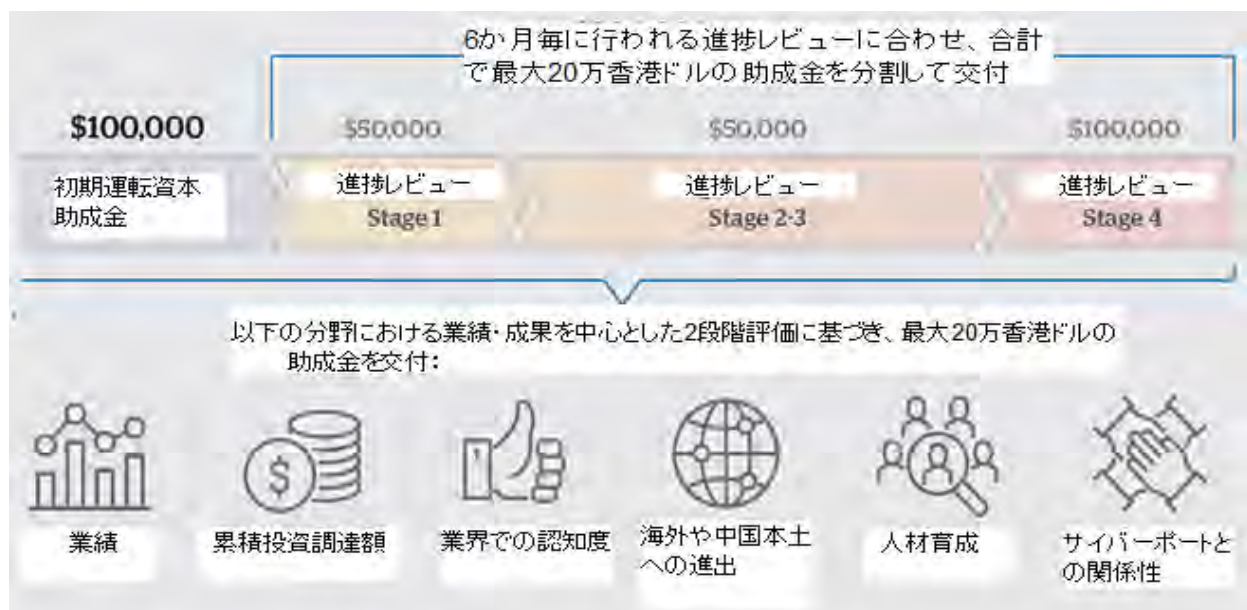 6か月毎に行われる進捗レビューに合わせ、合計
で最大20万香港ドルの助成金を分割して交付
$100,000
$50,000
$50,000
$100,000
初期運転資本
助成金
進捗レビュー
Stage 1
進捗レビュー
Stage 2-3
進捗レビュー
Stage 4
以下の分野における業績・成果を中心とした2段階評価に基づき、最大20万香港ドルの
助成金を交付：
$
業績
累積投資調達額
業界での認知度
海外や中国本土
への進出
人材育成
サイバーポートと
の関係性